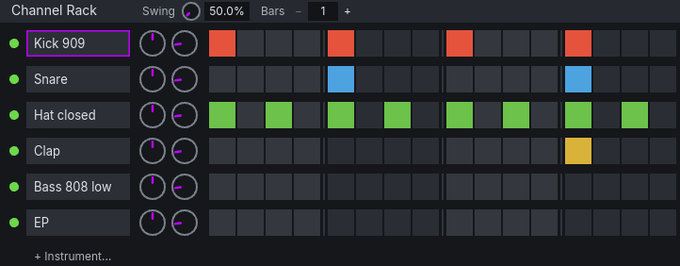 Channel Rack Swing 50.0% Bars - 1 +
Kick 909
Snare
Hat closed
Clap
Bass 808 low
EP
+ Instrument...